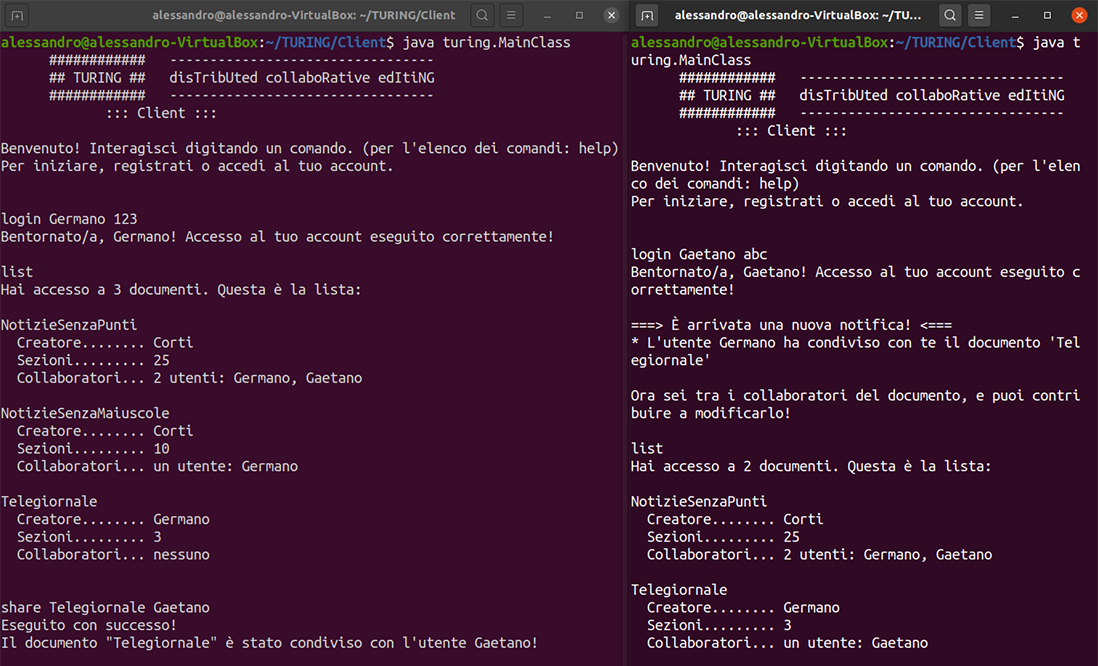 alessandro@alessandro-VirtualBox: ~/TURING/Client
alessandro@alessandro-VirtualBox:~/TURING/Client$ java turing.MainClass
############ ---------------------------------
## TURING ## disTribUted collaboRative edItiNG
############ ---------------------------------
::: Client :::
Benvenuto! Interagisci digitando un comando. (per l'elenco dei comandi: help)
Per iniziare, registrati o accedi al tuo account.
login Germano 123
Bentornato/a, Germano! Accesso al tuo account eseguito correttamente!
list
Hai accesso a 3 documenti. Questa è la lista:
NotizieSenzaPunti
Creatore........ Corti
Sezioni......... 25
Collaboratori... 2 utenti: Germano, Gaetano
NotizieSenzaMaiuscole
Creatore........ Corti
Sezioni......... 10
Collaboratori... un utente: Germano
Telegiornale
Creatore........ Germano
Sezioni......... 3
Collaboratori... nessuno
share Telegiornale Gaetano
Eseguito con successo!
Il documento "Telegiornale" è stato condiviso con l'utente Gaetano!
alessandro@alessandro-VirtualBox: ~/TU...
alessandro@alessandro-VirtualBox:~/TURING/Client$ java t
uring.MainClass
############ ---------------------------------
## TURING ## disTribUted collaboRative edItiNG
############ ---------------------------------
::: Client :::
Benvenuto! Interagisci digitando un comando. (per l'elen
co dei comandi: help)
Per iniziare, registrati o accedi al tuo account.
login Gaetano abc
Bentornato/a, Gaetano! Accesso al tuo account eseguito c
orrettamente!
===> È arrivata una nuova notifica! <===
* L'utente Germano ha condiviso con te il documento 'Tel
egiornale'
Ora sei tra i collaboratori del documento, e puoi contri
buire a modificarlo!
list
Hai accesso a 2 documenti. Questa è la lista:
NotizieSenzaPunti
Creatore........ Corti
Sezioni......... 25
Collaboratori... 2 utenti: Germano, Gaetano
Telegiornale
Creatore........ Germano
Sezioni......... 3
Collaboratori... un utente: Gaetano